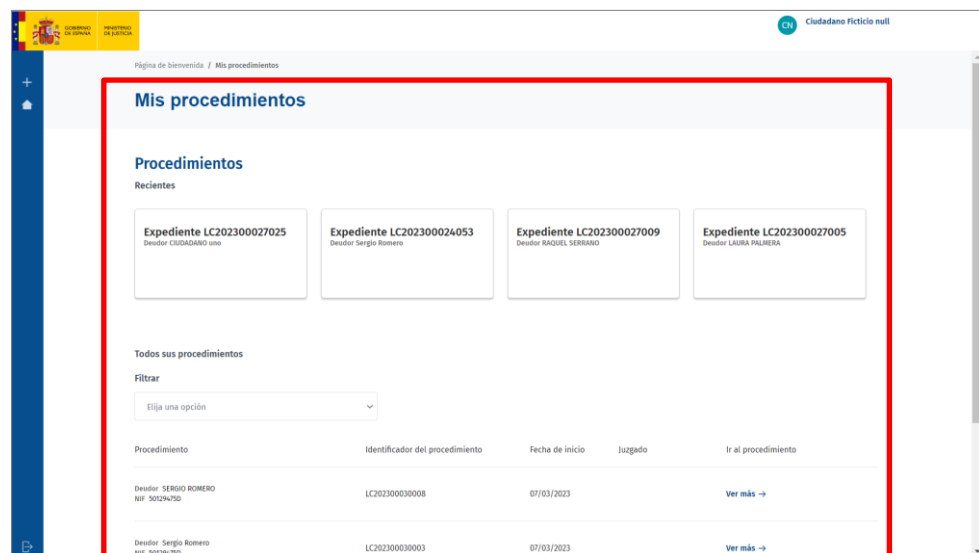 GOBIERNO
DE ESPAÑA
MINISTERIO
DE JUSTICIA
CN
Ciudadano Ficticio null
Página de bienvenida / Mis procedimientos
Mis procedimientos
Procedimientos
Recientes
Expediente LC202300027025
Deudor CIUDADANO uno
Expediente LC202300024053
Deudor Sergio Romero
Expediente LC202300027009
Deudor RAQUEL SERRANO
Expediente LC202300027005
Deudor LAURA PALMERA
Todos sus procedimientos
Filtrar
Elija una opción
Procedimiento Identificador del procedimiento Fecha de inicio Juzgado Ir al procedimiento
Deudor SERGIO ROMERO
NIF 50129475D
LC202300030008 07/03/2023 Ver más →
Deudor Sergio Romero
NIF 50129475D
LC202300030003 07/03/2023 Ver más →